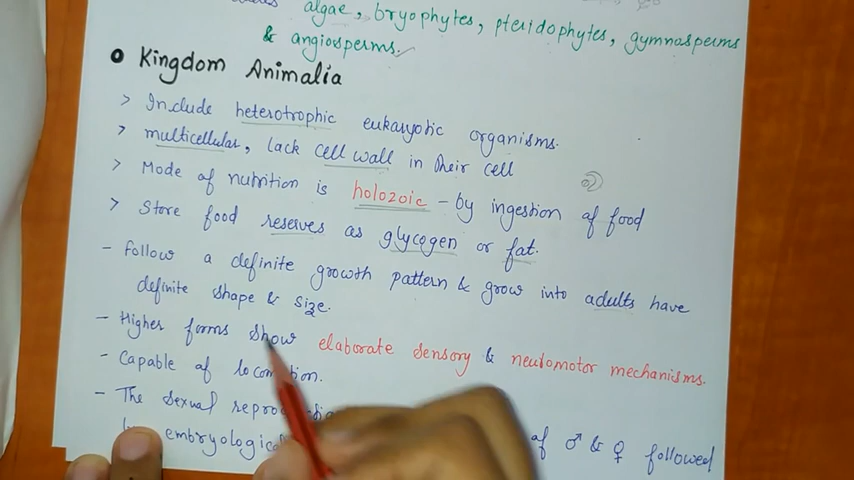 algae, bryophytes, pteridophytes, gymnosperms
& angiosperms.
Kingdom Animalia
> Include heterotrophic eukaryotic organisms.
> multicellular, lack cell wall in their cell
> Mode of nutrition is holozoic - by ingestion of food
> Store food reserves as glycogen or fat.
- Follow a definite growth pattern & grow into adults have
definite shape & size.
- Higher forms show elaborate sensory & neutomotor mechanisms.
- Capable of locomotion.
- The sexual
of ♂ & ♀ followed